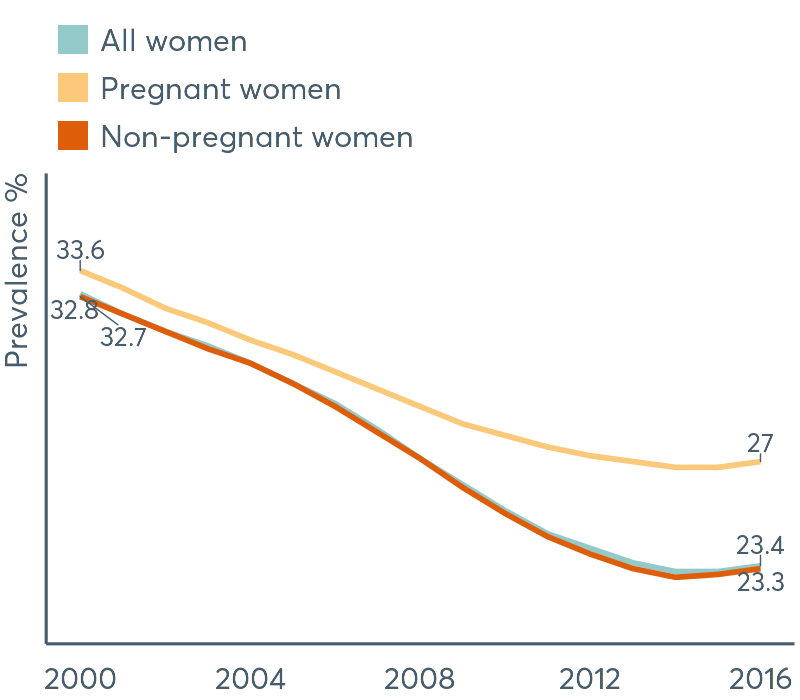 All women
Pregnant women
Non-pregnant women
Prevalence %
33.6
32.8
32.7
27
23.4
23.3
2000 2004 2008 2012 2016